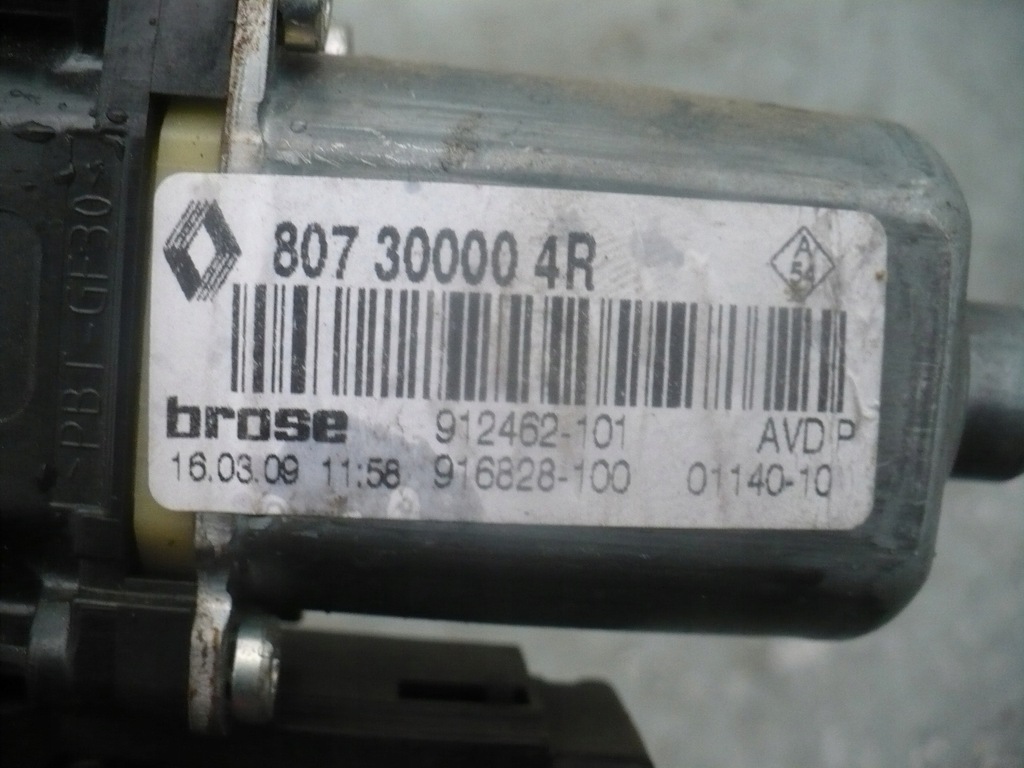 807 30000 4R
A
54
brose 912462-101 AVD P
16.03.09 11:58 916828-100 01140-10
PBT-GF30